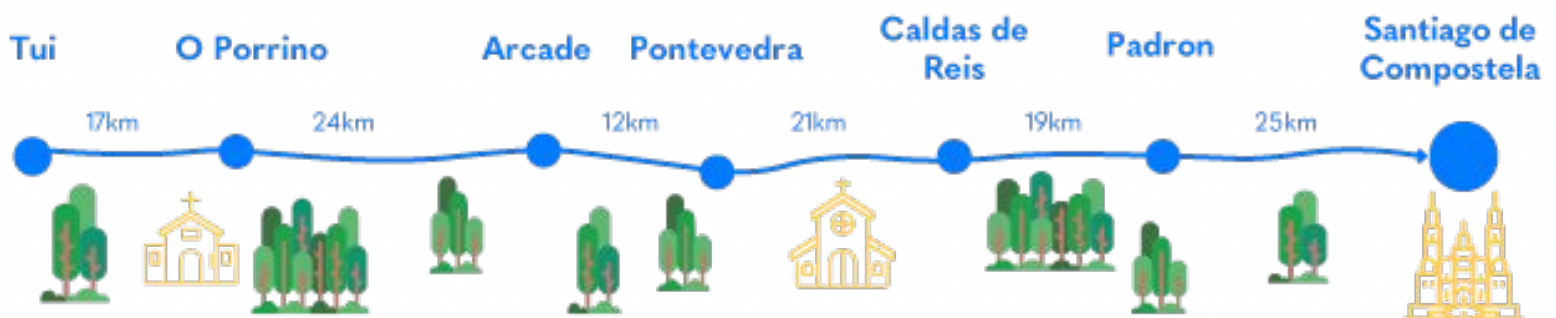 Tui
O Porrino
Arcade
Pontevedra
Caldas de
Reis
Padron
Santiago de
Compostela
17km
24km
12km
21km
19km
25km